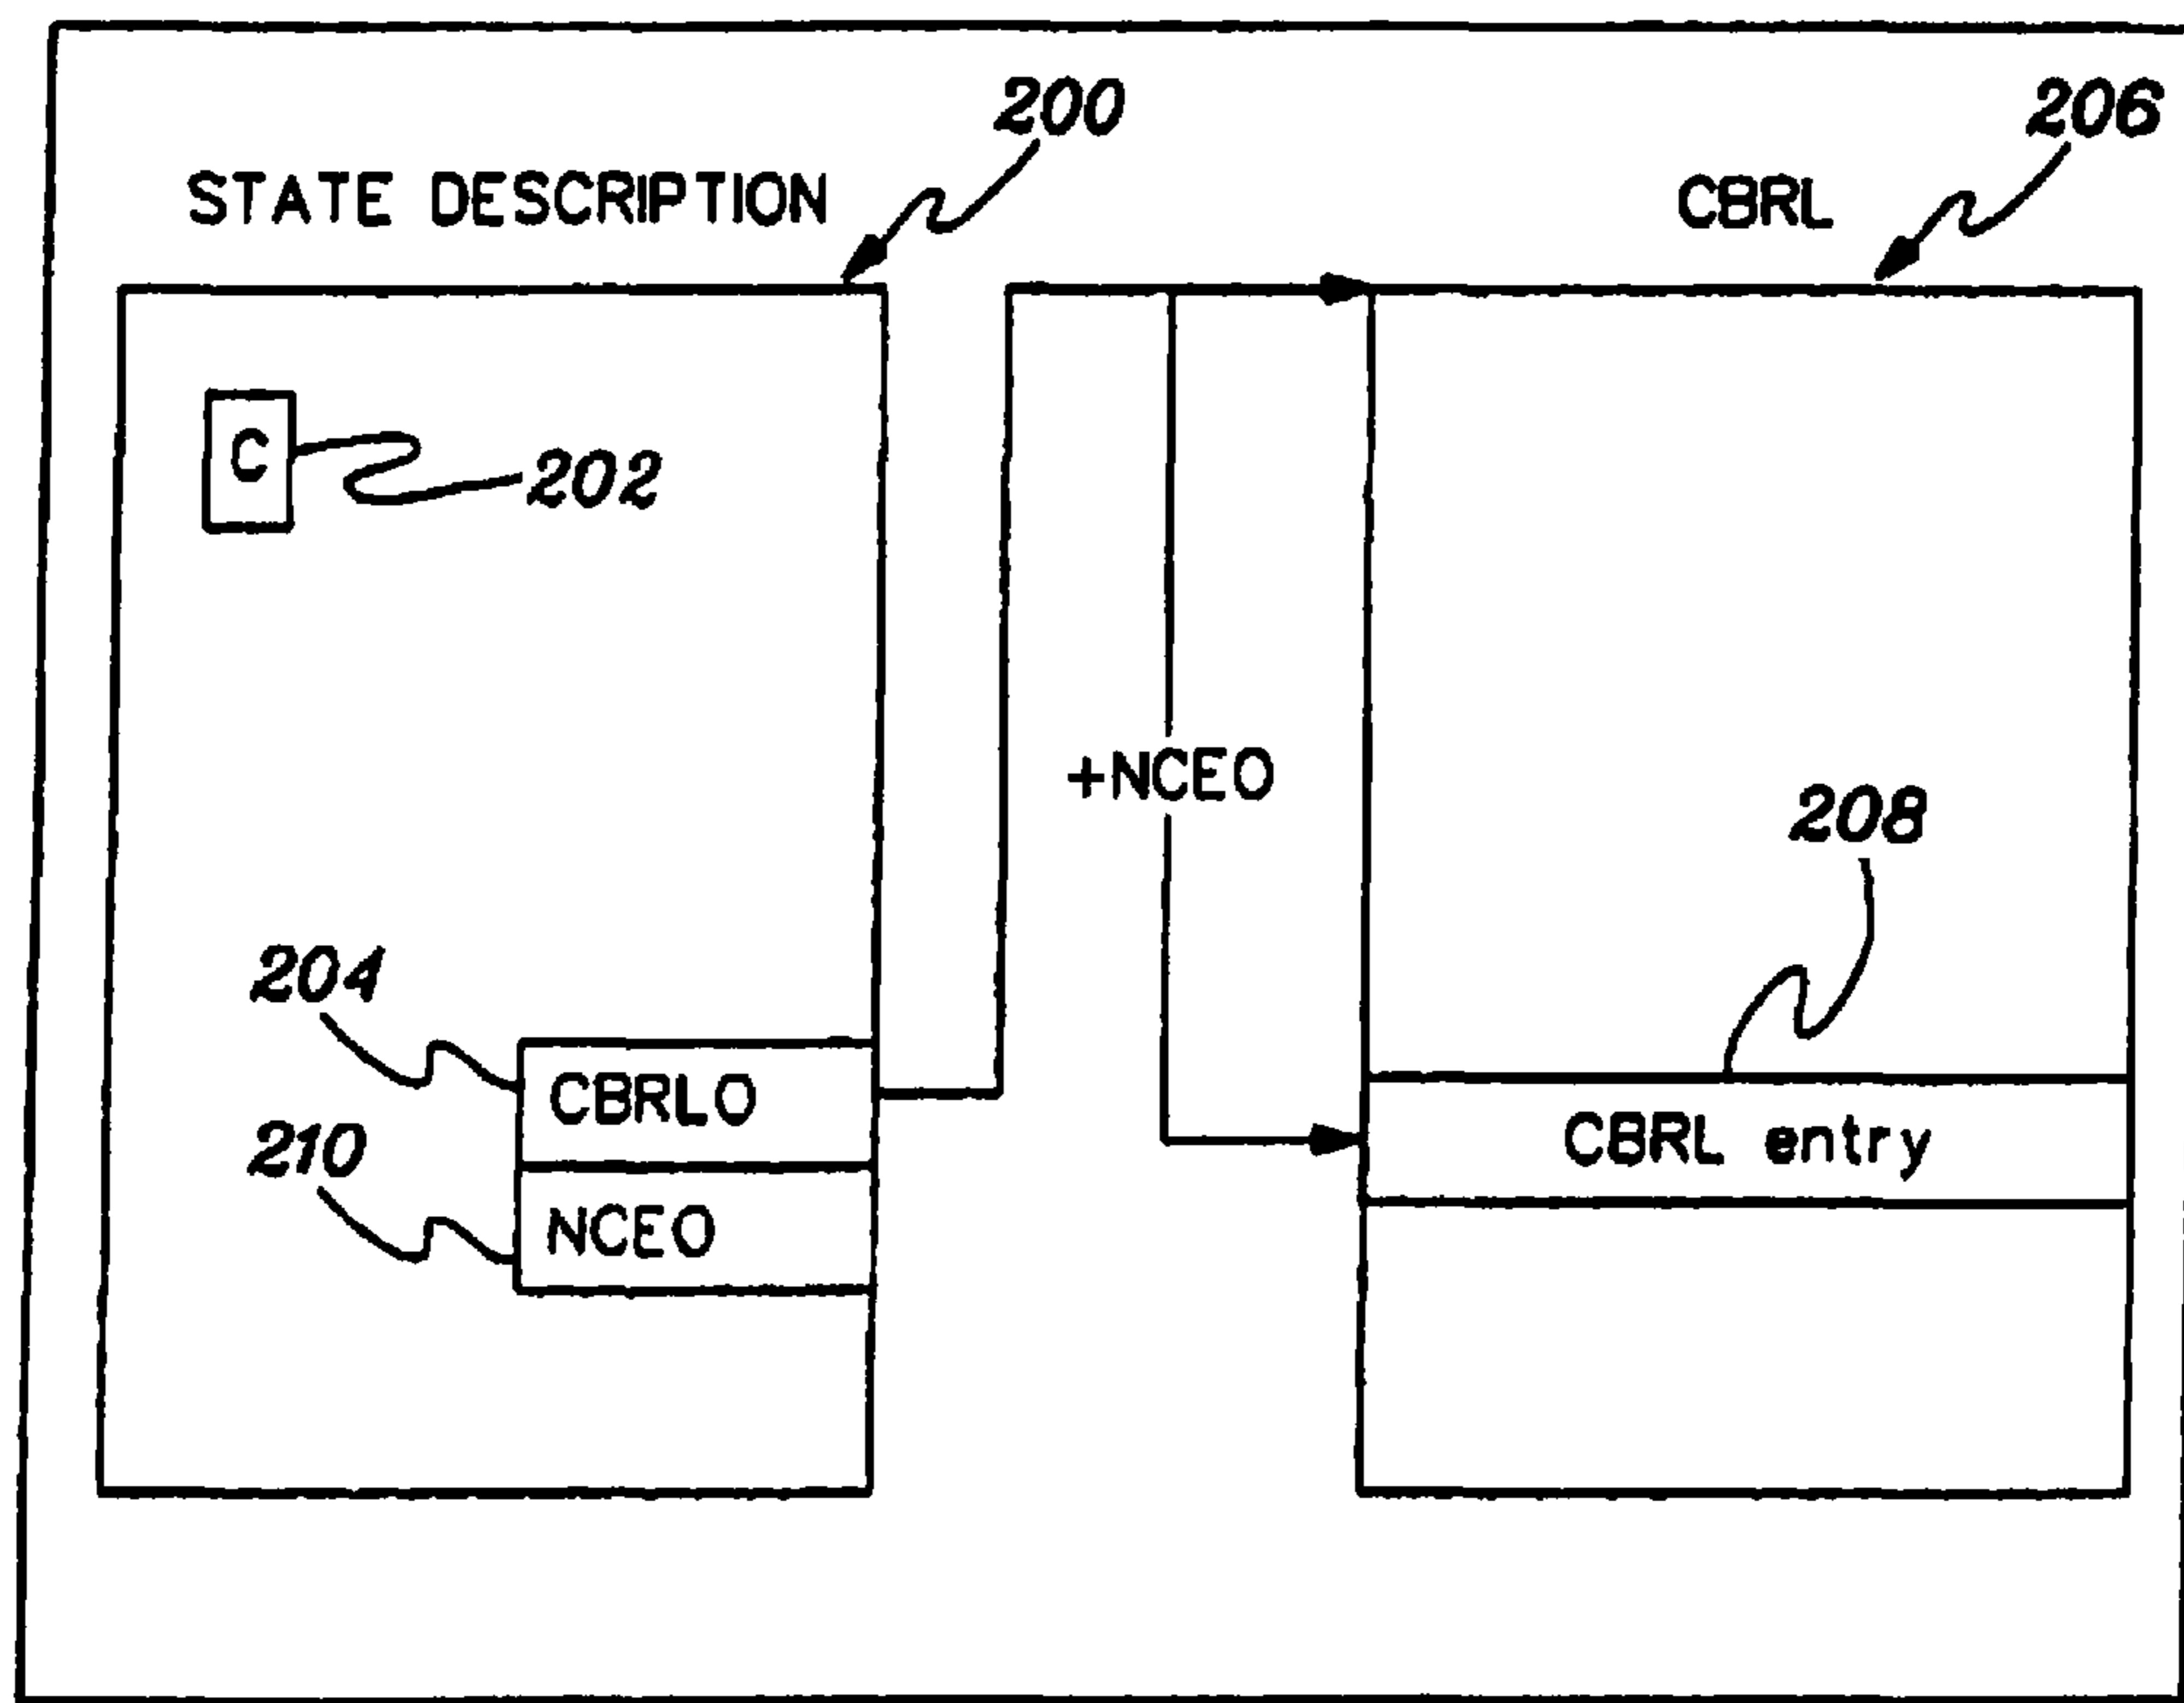 200
206
STATE DESCRIPTION
CBRL
C
202
+NCEO
208
204
CBRLO
CBRL entry
210
NCEO